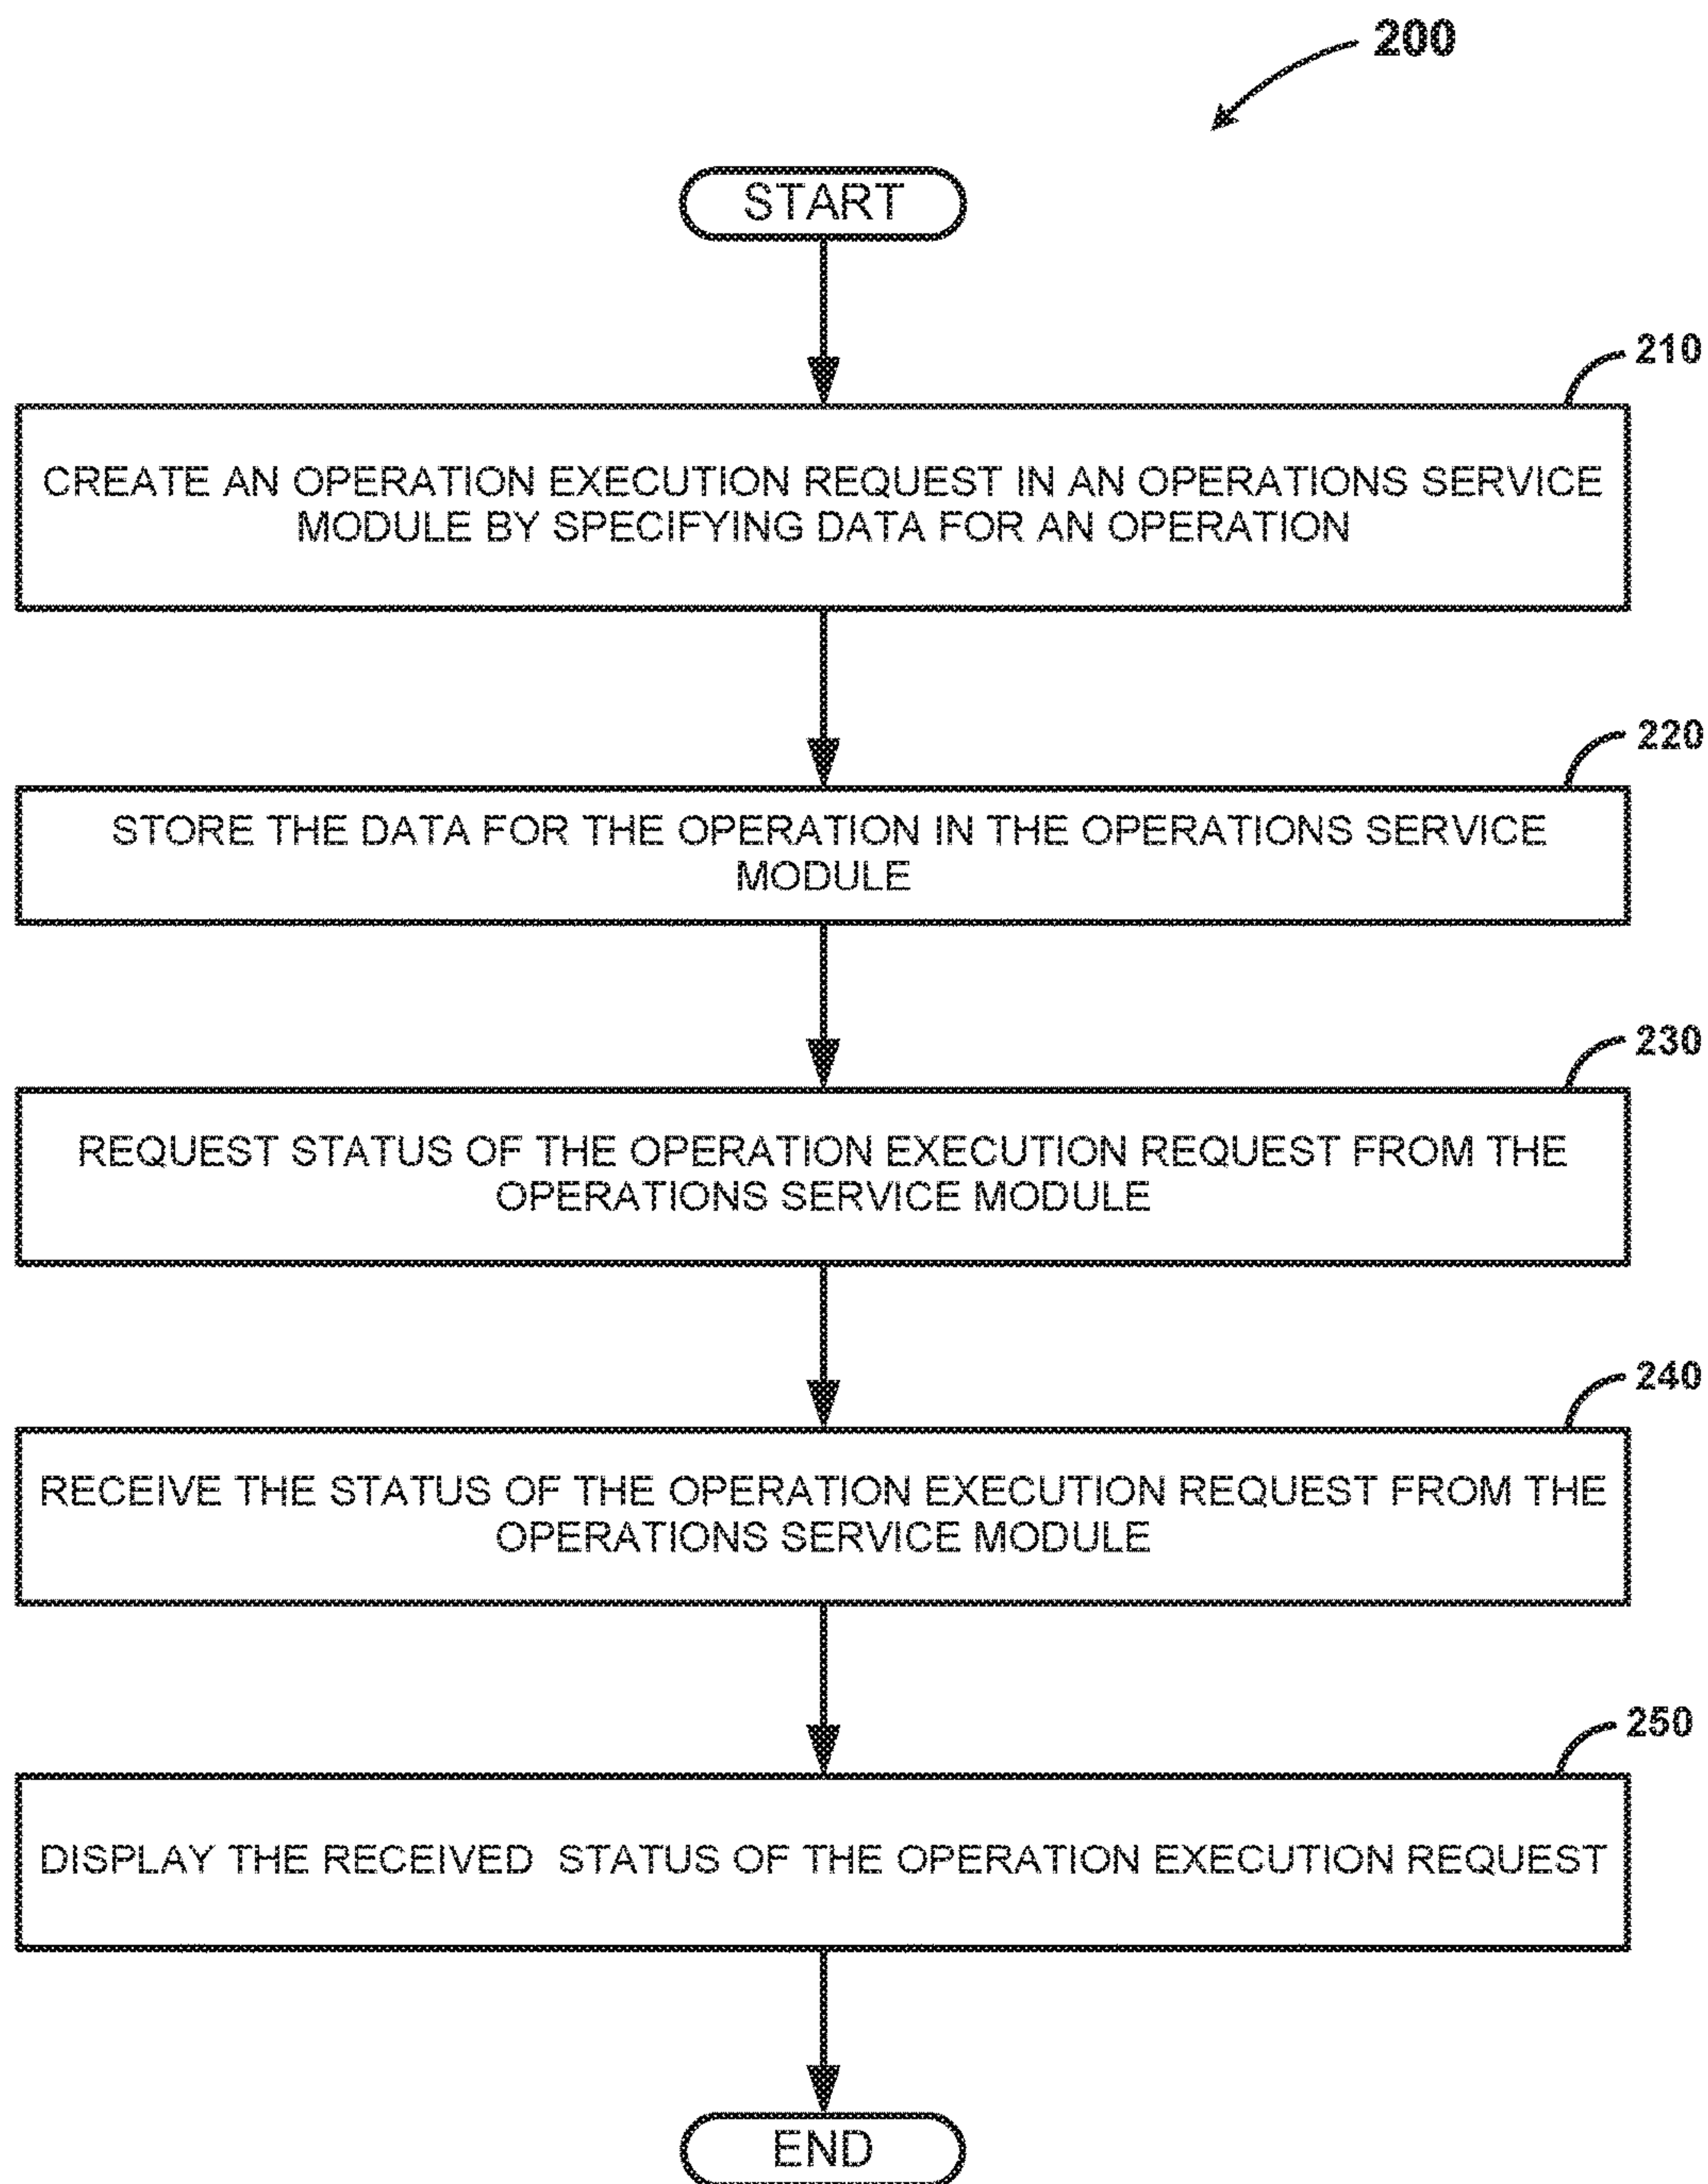 200
START
210
CREATE AN OPERATION EXECUTION REQUEST IN AN OPERATIONS SERVICE
MODULE BY SPECIFYING DATA FOR AN OPERATION
220
STORE THE DATA FOR THE OPERATION IN THE OPERATIONS SERVICE
MODULE
230
REQUEST STATUS OF THE OPERATION EXECUTION REQUEST FROM THE
OPERATIONS SERVICE MODULE
240
RECEIVE THE STATUS OF THE OPERATION EXECUTION REQUEST FROM THE
OPERATIONS SERVICE MODULE
250
DISPLAY THE RECEIVED STATUS OF THE OPERATION EXECUTION REQUEST
END